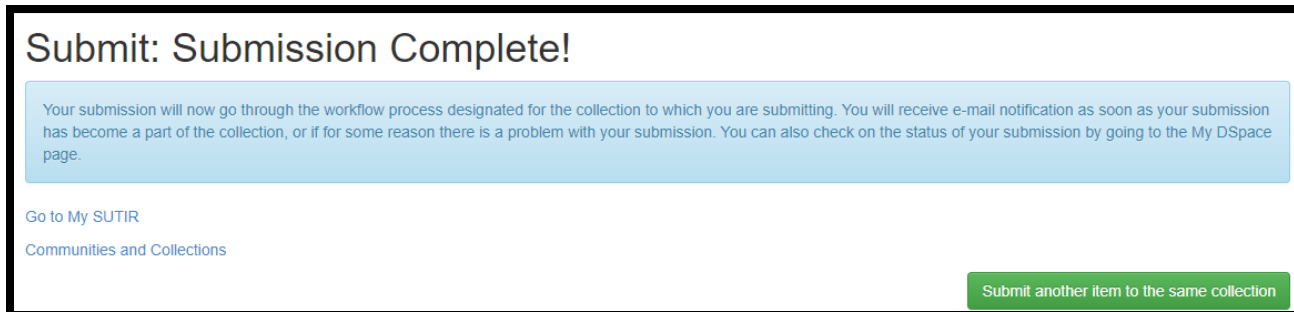 Submit: Submission Complete!
Your submission will now go through the workflow process designated for the collection to which you are submitting. You will receive e-mail notification as soon as your submission
has become a part of the collection, or if for some reason there is a problem with your submission. You can also check on the status of your submission by going to the My DSpace
page.
Go to My SUTIR
Communities and Collections
Submit another item to the same collection